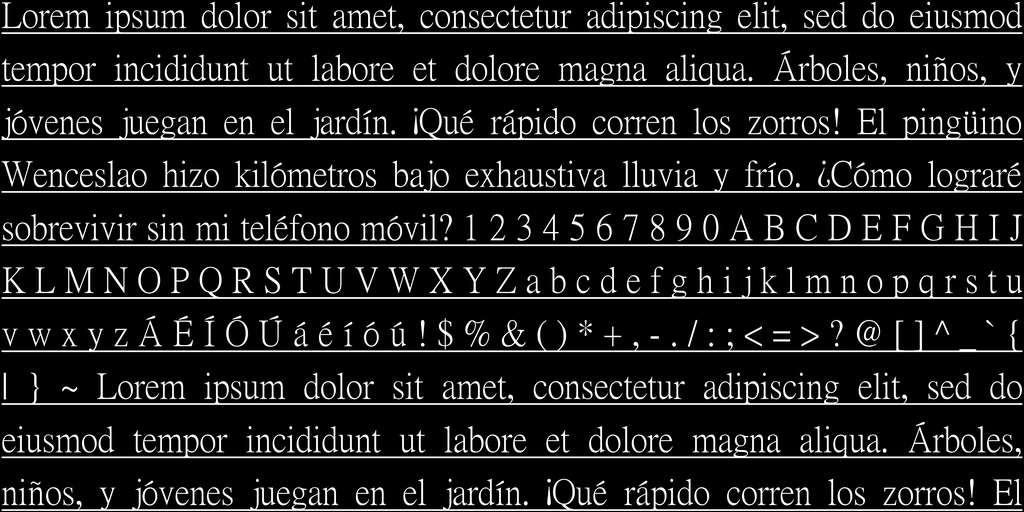 Lorem ipsum dolor sit amet, consectetur adipiscing elit, sed do eiusmod
tempor incididunt ut labore et dolore magna aliqua. Árboles, niños, y
jóvenes juegan en el jardín. ¡Qué rápido corren los zorros! El pingüino
Wenceslao hizo kilómetros bajo exhaustiva lluvia y frío. ¿Cómo lograré
sobrevivir sin mi teléfono móvil? 1 2 3 4 5 6 7 8 9 0 A B C D E F G H I J
K L M N O P Q R S T U V W X Y Z a b c d e f g h i j k l m n o p q r s t u
v w x y z Á É Í Ó Ú á é í ó ú ! $ % & ( ) * + , - . / : ; < = > ? @ [ ] ^ _ ` {
| } ~ Lorem ipsum dolor sit amet, consectetur adipiscing elit, sed do
eiusmod tempor incididunt ut labore et dolore magna aliqua. Árboles,
niños, y jóvenes juegan en el jardín. ¡Qué rápido corren los zorros! El